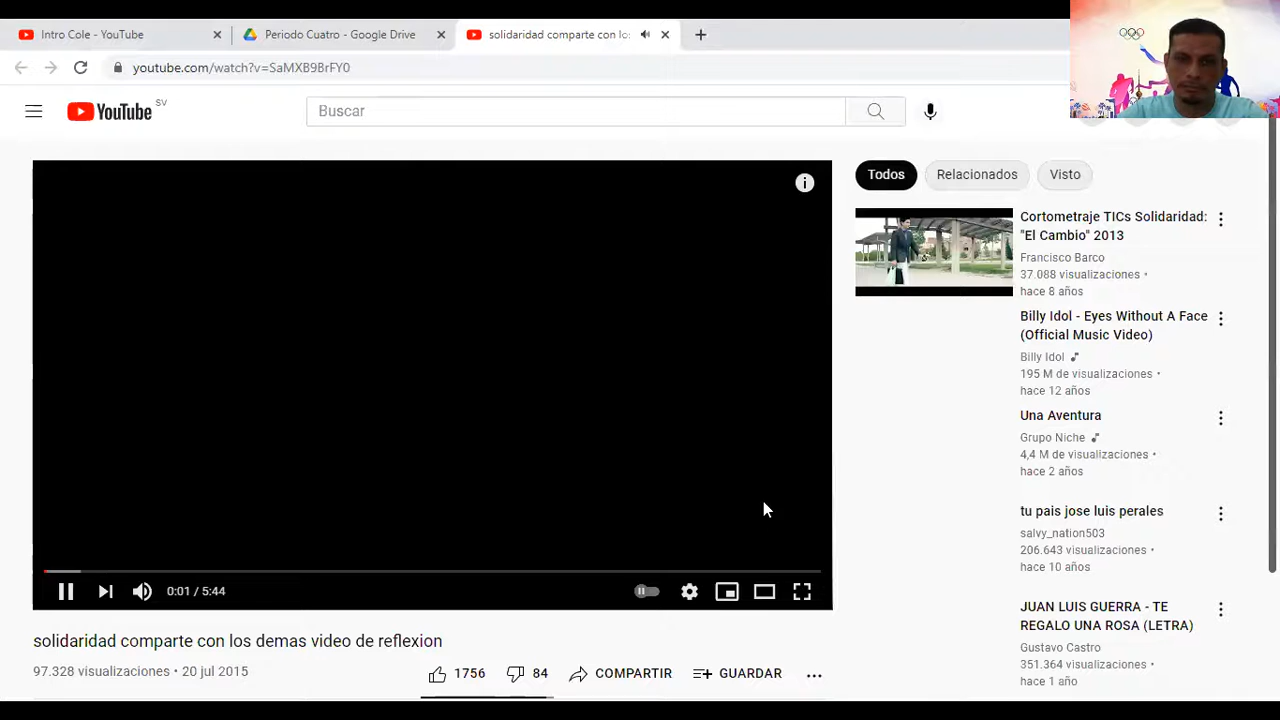 Intro Cole - YouTube
Periodo Cuatro - Google Drive
solidaridad comparte con lo
youtube.com/watch?v=SaMXB9BrFY0
YouTube SV
Buscar
Todos
Relacionados
Visto
Cortometraje TICs Solidaridad:
"El Cambio" 2013
Francisco Barco
37.088 visualizaciones •
hace 8 años
Billy Idol - Eyes Without A Face
(Official Music Video)
Billy Idol
195 M de visualizaciones •
hace 12 años
Una Aventura
Grupo Niche
4,4 M de visualizaciones •
hace 2 años
tu pais jose luis perales
salvy_nation503
206.643 visualizaciones •
hace 10 años
JUAN LUIS GUERRA - TE
REGALO UNA ROSA (LETRA)
Gustavo Castro
351.364 visualizaciones •
hace 1 año
0:01 / 5:44
solidaridad comparte con los demas video de reflexion
97.328 visualizaciones • 20 jul 2015
1756
84
COMPARTIR
GUARDAR